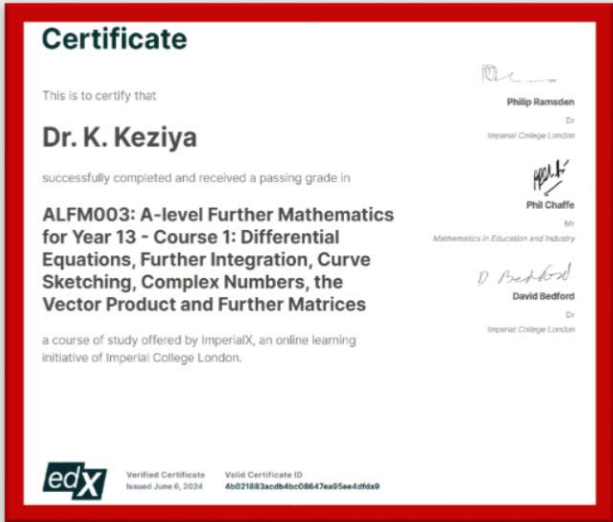 Certificate
This is to certify that
Dr. K. Keziya
successfully completed and received a passing grade in
ALFM003: A-level Further Mathematics
for Year 13 - Course 1: Differential
Equations, Further Integration, Curve
Sketching, Complex Numbers, the
Vector Product and Further Matrices
a course of study offered by ImperialX, an online learning
initiative of Imperial College London.
Philip Ramsden
Dr
Imperial College London
Phil Chaffe
Mr
Mathematics in Education and Industry
D Bedford
David Bedford
Dr
Imperial College London
edX
Verified Certificate
Issued June 6, 2024
Valid Certificate ID
4b021883acdb4bc08647ea95ee4dfda9